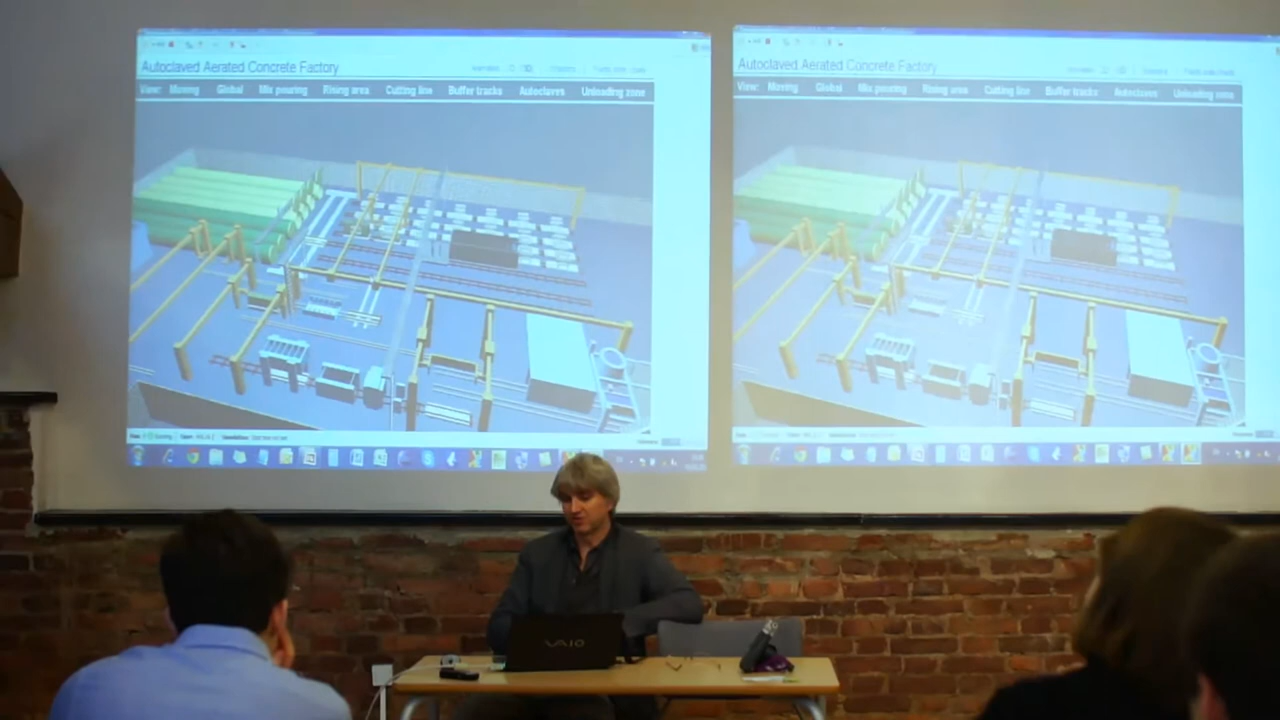 Autoclaved Aerated Concrete Factory
View: Moving Global Mix pouring Rising area Cutting line Buffer tracks Autoclaves Unloading zone
Autoclaved Aerated Concrete Factory
View: Moving Global Mix pouring Rising area Cutting line Buffer tracks Autoclaves Unloading zone
VAIO